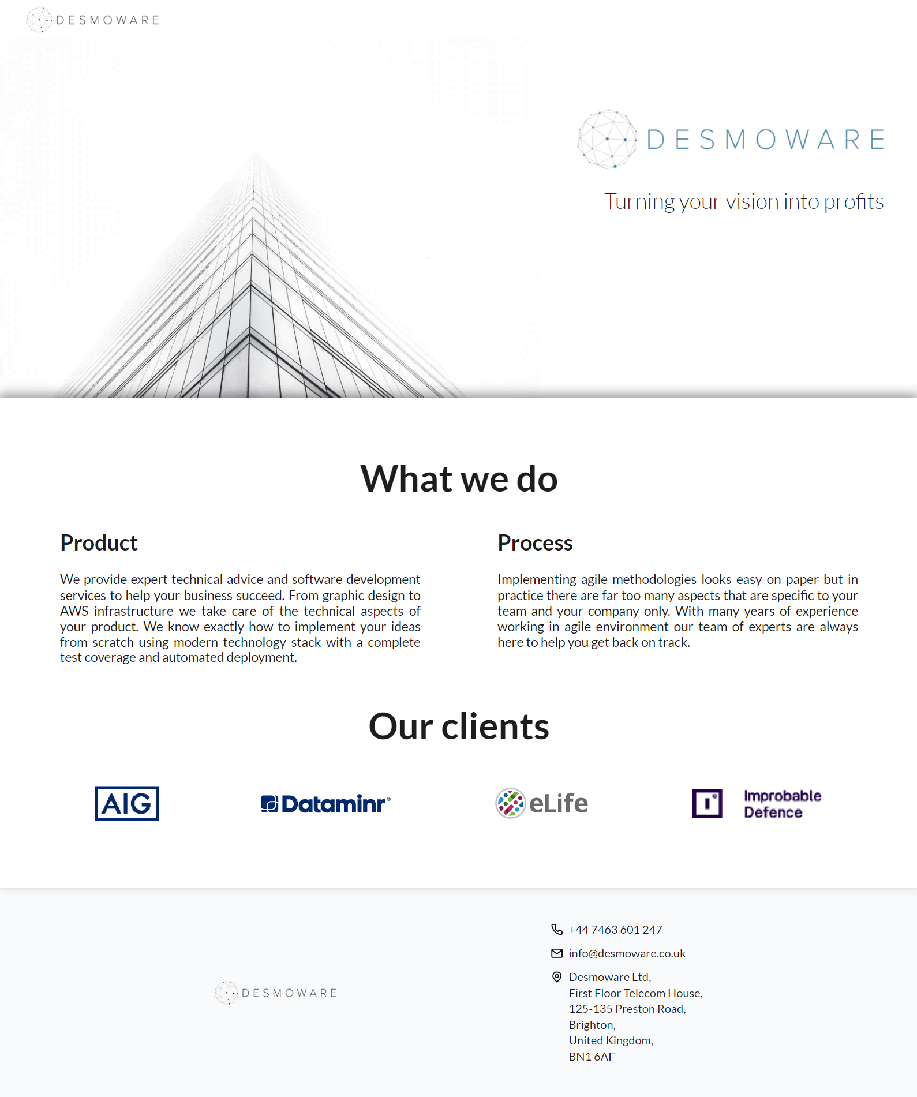 DESMOWARE
DESMOWARE
Turning your vision into profits
What we do
Product
We provide expert technical advice and software development
services to help your business succeed. From graphic design to
AWS infrastructure we take care of the technical aspects of
your product. We know exactly how to implement your ideas
from scratch using modern technology stack with a complete
test coverage and automated deployment.
Process
Implementing agile methodologies looks easy on paper but in
practice there are far too many aspects that are specific to your
team and your company only. With many years of experience
working in agile environment our team of experts are always
here to help you get back on track.
Our clients
AIG
Dataminr
eLife
Improbable
Defence
DESMOWARE
+44 7463 601 247
info@desmoware.co.uk
Desmoware Ltd,
First Floor Telecom House,
125-135 Preston Road,
Brighton,
United Kingdom,
BN1 6AF